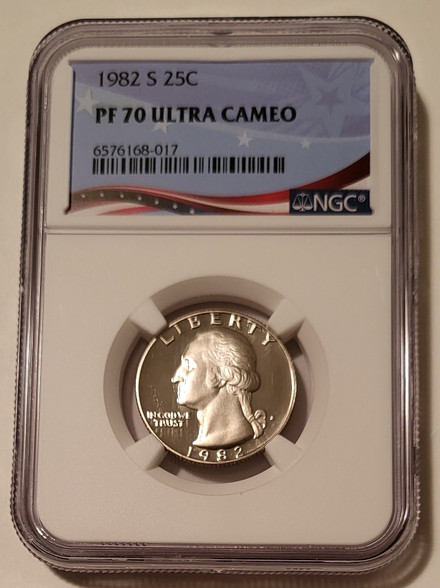 1982 S 25C
PF 70 ULTRA CAMEO
6576168-017
NGC®
LIBERTY
IN GOD WE
TRUST
S
1982